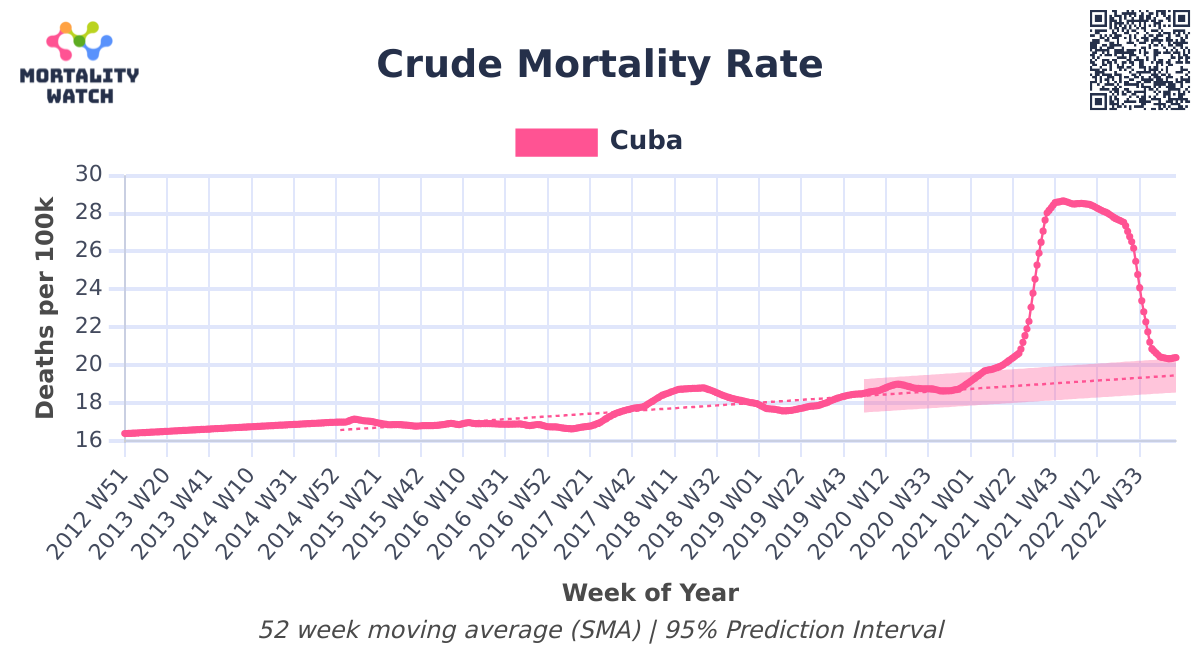 MORTALITY
WATCH
Crude Mortality Rate
Cuba
Deaths per 100k
30
28
26
24
22
20
18
16
2012 W51
2013 W20
2013 W41
2014 W10
2014 W31
2014 W52
2015 W21
2015 W42
2016 W10
2016 W31
2016 W52
2017 W21
2017 W42
2018 W11
2018 W32
2019 W01
2019 W22
2019 W43
2020 W12
2020 W33
2021 W01
2021 W22
2021 W43
2022 W12
2022 W33
Week of Year
52 week moving average (SMA) | 95% Prediction Interval